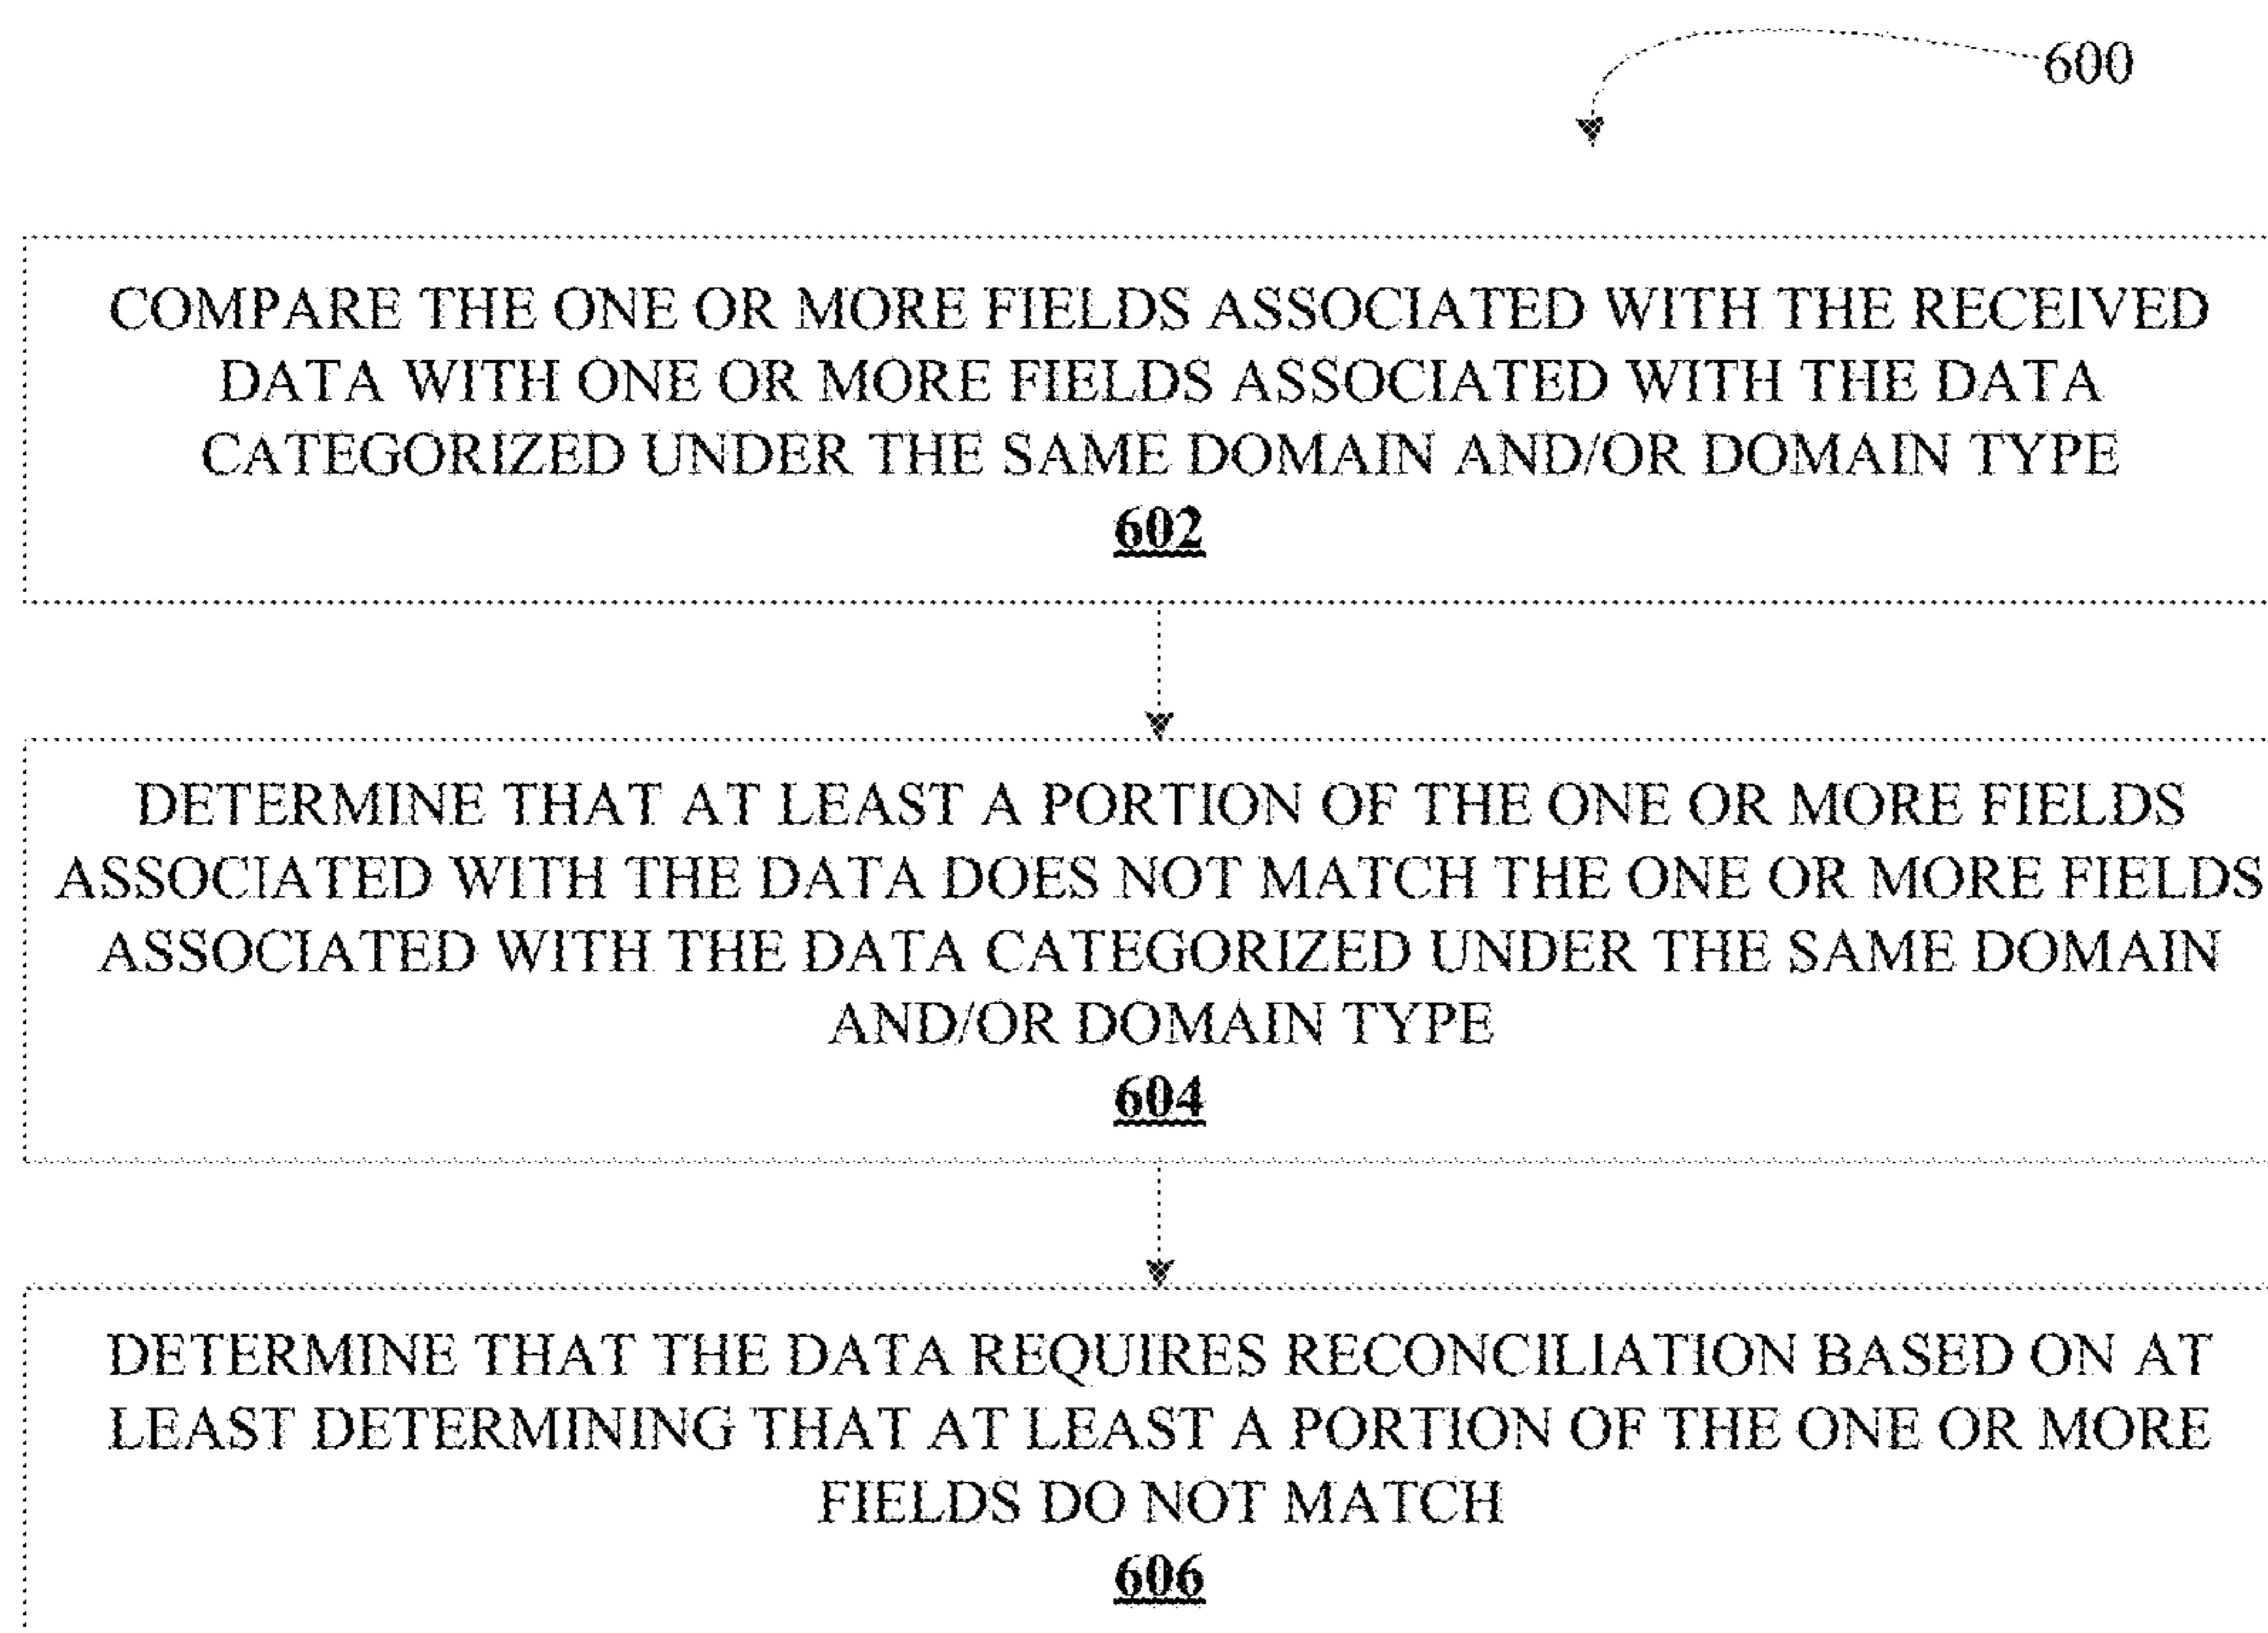 600
COMPARE THE ONE OR MORE FIELDS ASSOCIATED WITH THE RECEIVED
DATA WITH ONE OR MORE FIELDS ASSOCIATED WITH THE DATA
CATEGORIZED UNDER THE SAME DOMAIN AND/OR DOMAIN TYPE
602
DETERMINE THAT AT LEAST A PORTION OF THE ONE OR MORE FIELDS
ASSOCIATED WITH THE DATA DOES NOT MATCH THE ONE OR MORE FIELDS
ASSOCIATED WITH THE DATA CATEGORIZED UNDER THE SAME DOMAIN
AND/OR DOMAIN TYPE
604
DETERMINE THAT THE DATA REQUIRES RECONCILIATION BASED ON AT
LEAST DETERMINING THAT AT LEAST A PORTION OF THE ONE OR MORE
FIELDS DO NOT MATCH
606